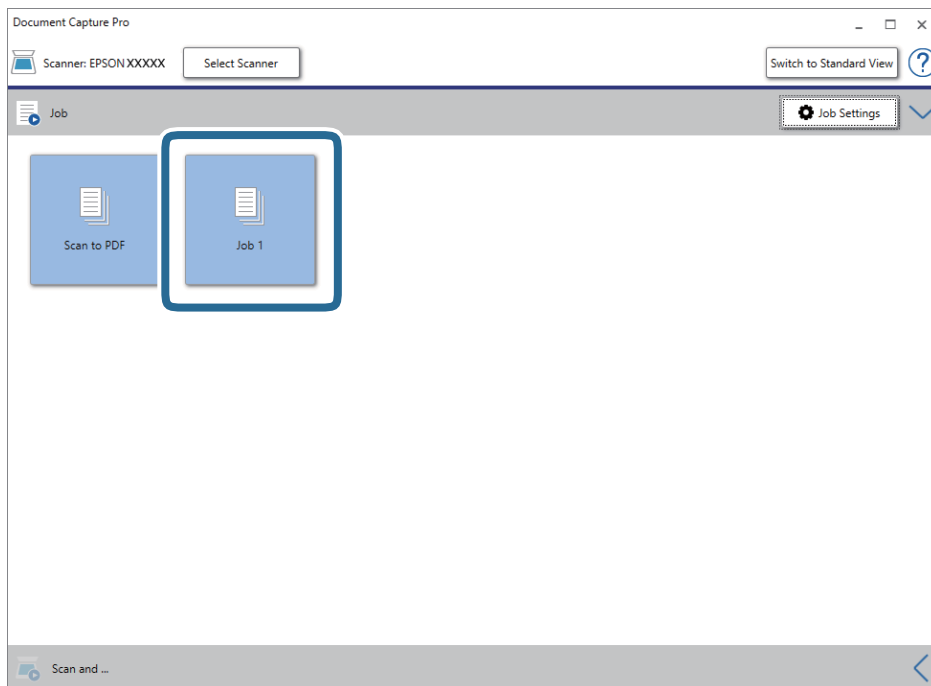 Document Capture Pro
Scanner: EPSON XXXXX
Select Scanner
Switch to Standard View
?
Job
Job Settings
Scan to PDF
Job 1
Scan and ...